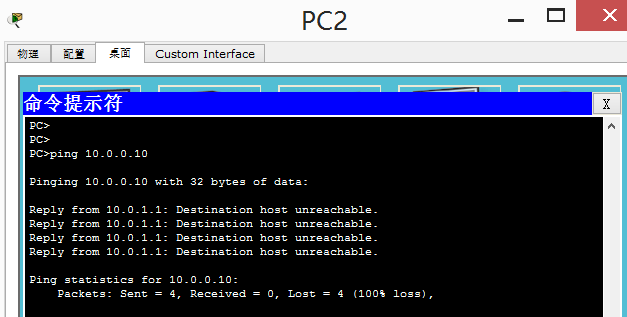 PC2
物理 配置 桌面 Custom Interface
命令提示符 X
PC>
PC>
PC>ping 10.0.0.10
Pinging 10.0.0.10 with 32 bytes of data:
Reply from 10.0.1.1: Destination host unreachable.
Reply from 10.0.1.1: Destination host unreachable.
Reply from 10.0.1.1: Destination host unreachable.
Reply from 10.0.1.1: Destination host unreachable.
Ping statistics for 10.0.0.10:
Packets: Sent = 4, Received = 0, Lost = 4 (100% loss),